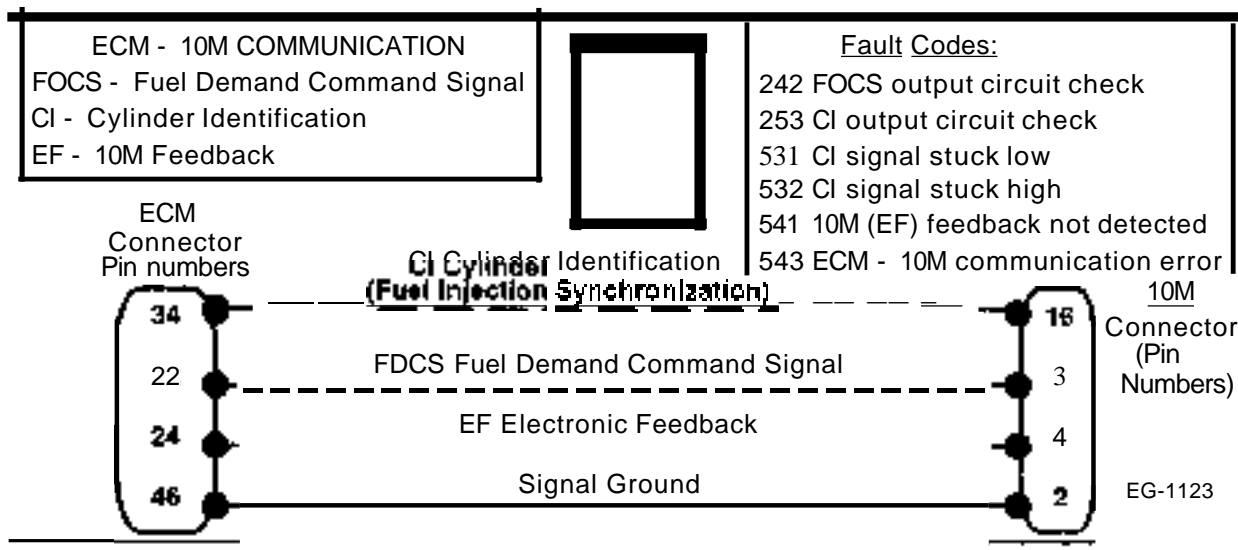 ECM - 10M COMMUNICATION
FOCS - Fuel Demand Command Signal
CI - Cylinder Identification
EF - 10M Feedback
Fault Codes:
242 FOCS output circuit check
253 CI output circuit check
531 CI signal stuck low
532 CI signal stuck high
541 10M (EF) feedback not detected
543 ECM - 10M communication error
ECM
Connector
Pin numbers
CI Cylinder Identification
(Fuel Injection Synchronization)
10M
Connector
(Pin
Numbers)
34
16
FDCS Fuel Demand Command Signal
22
3
EF Electronic Feedback
24
4
Signal Ground
46
2
EG-1123